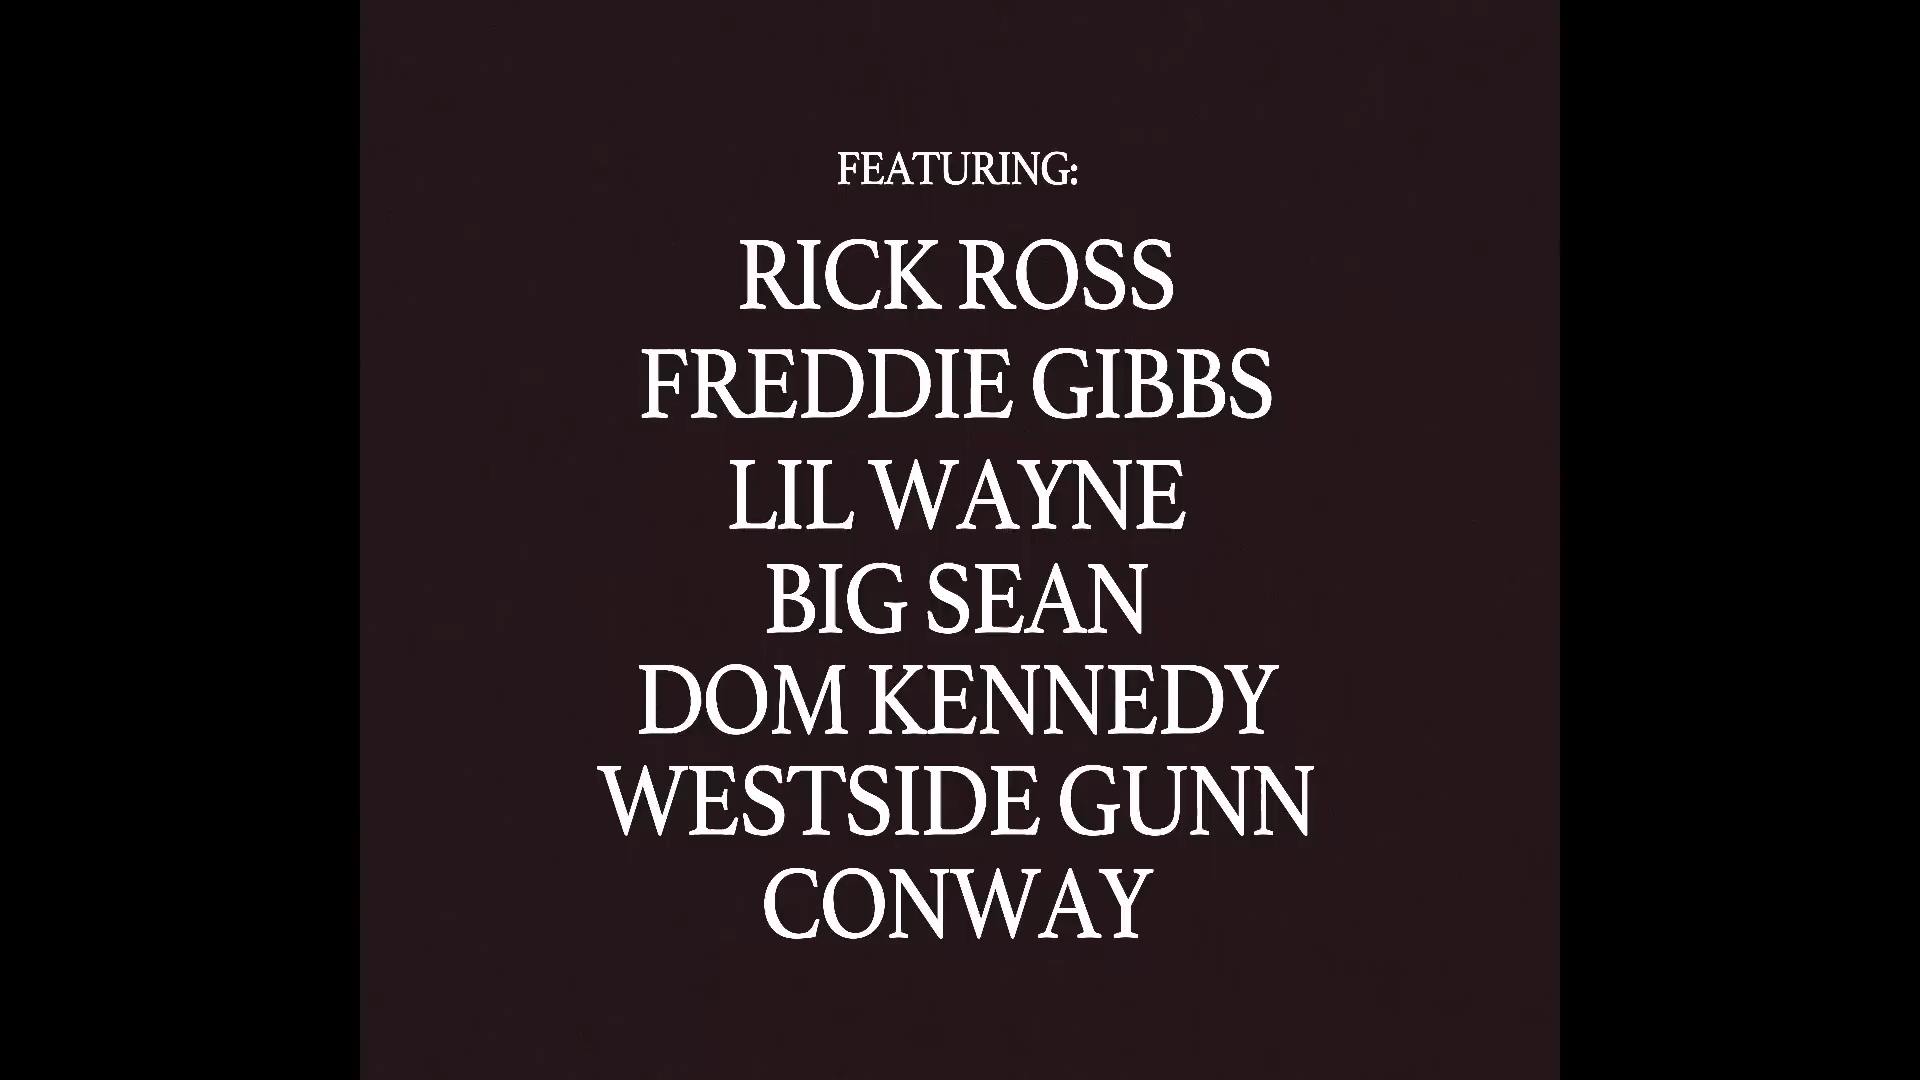 FEATURING:
RICK ROSS
FREDDIE GIBBS
LIL WAYNE
BIG SEAN
DOM KENNEDY
WESTSIDE GUNN
CONWAY